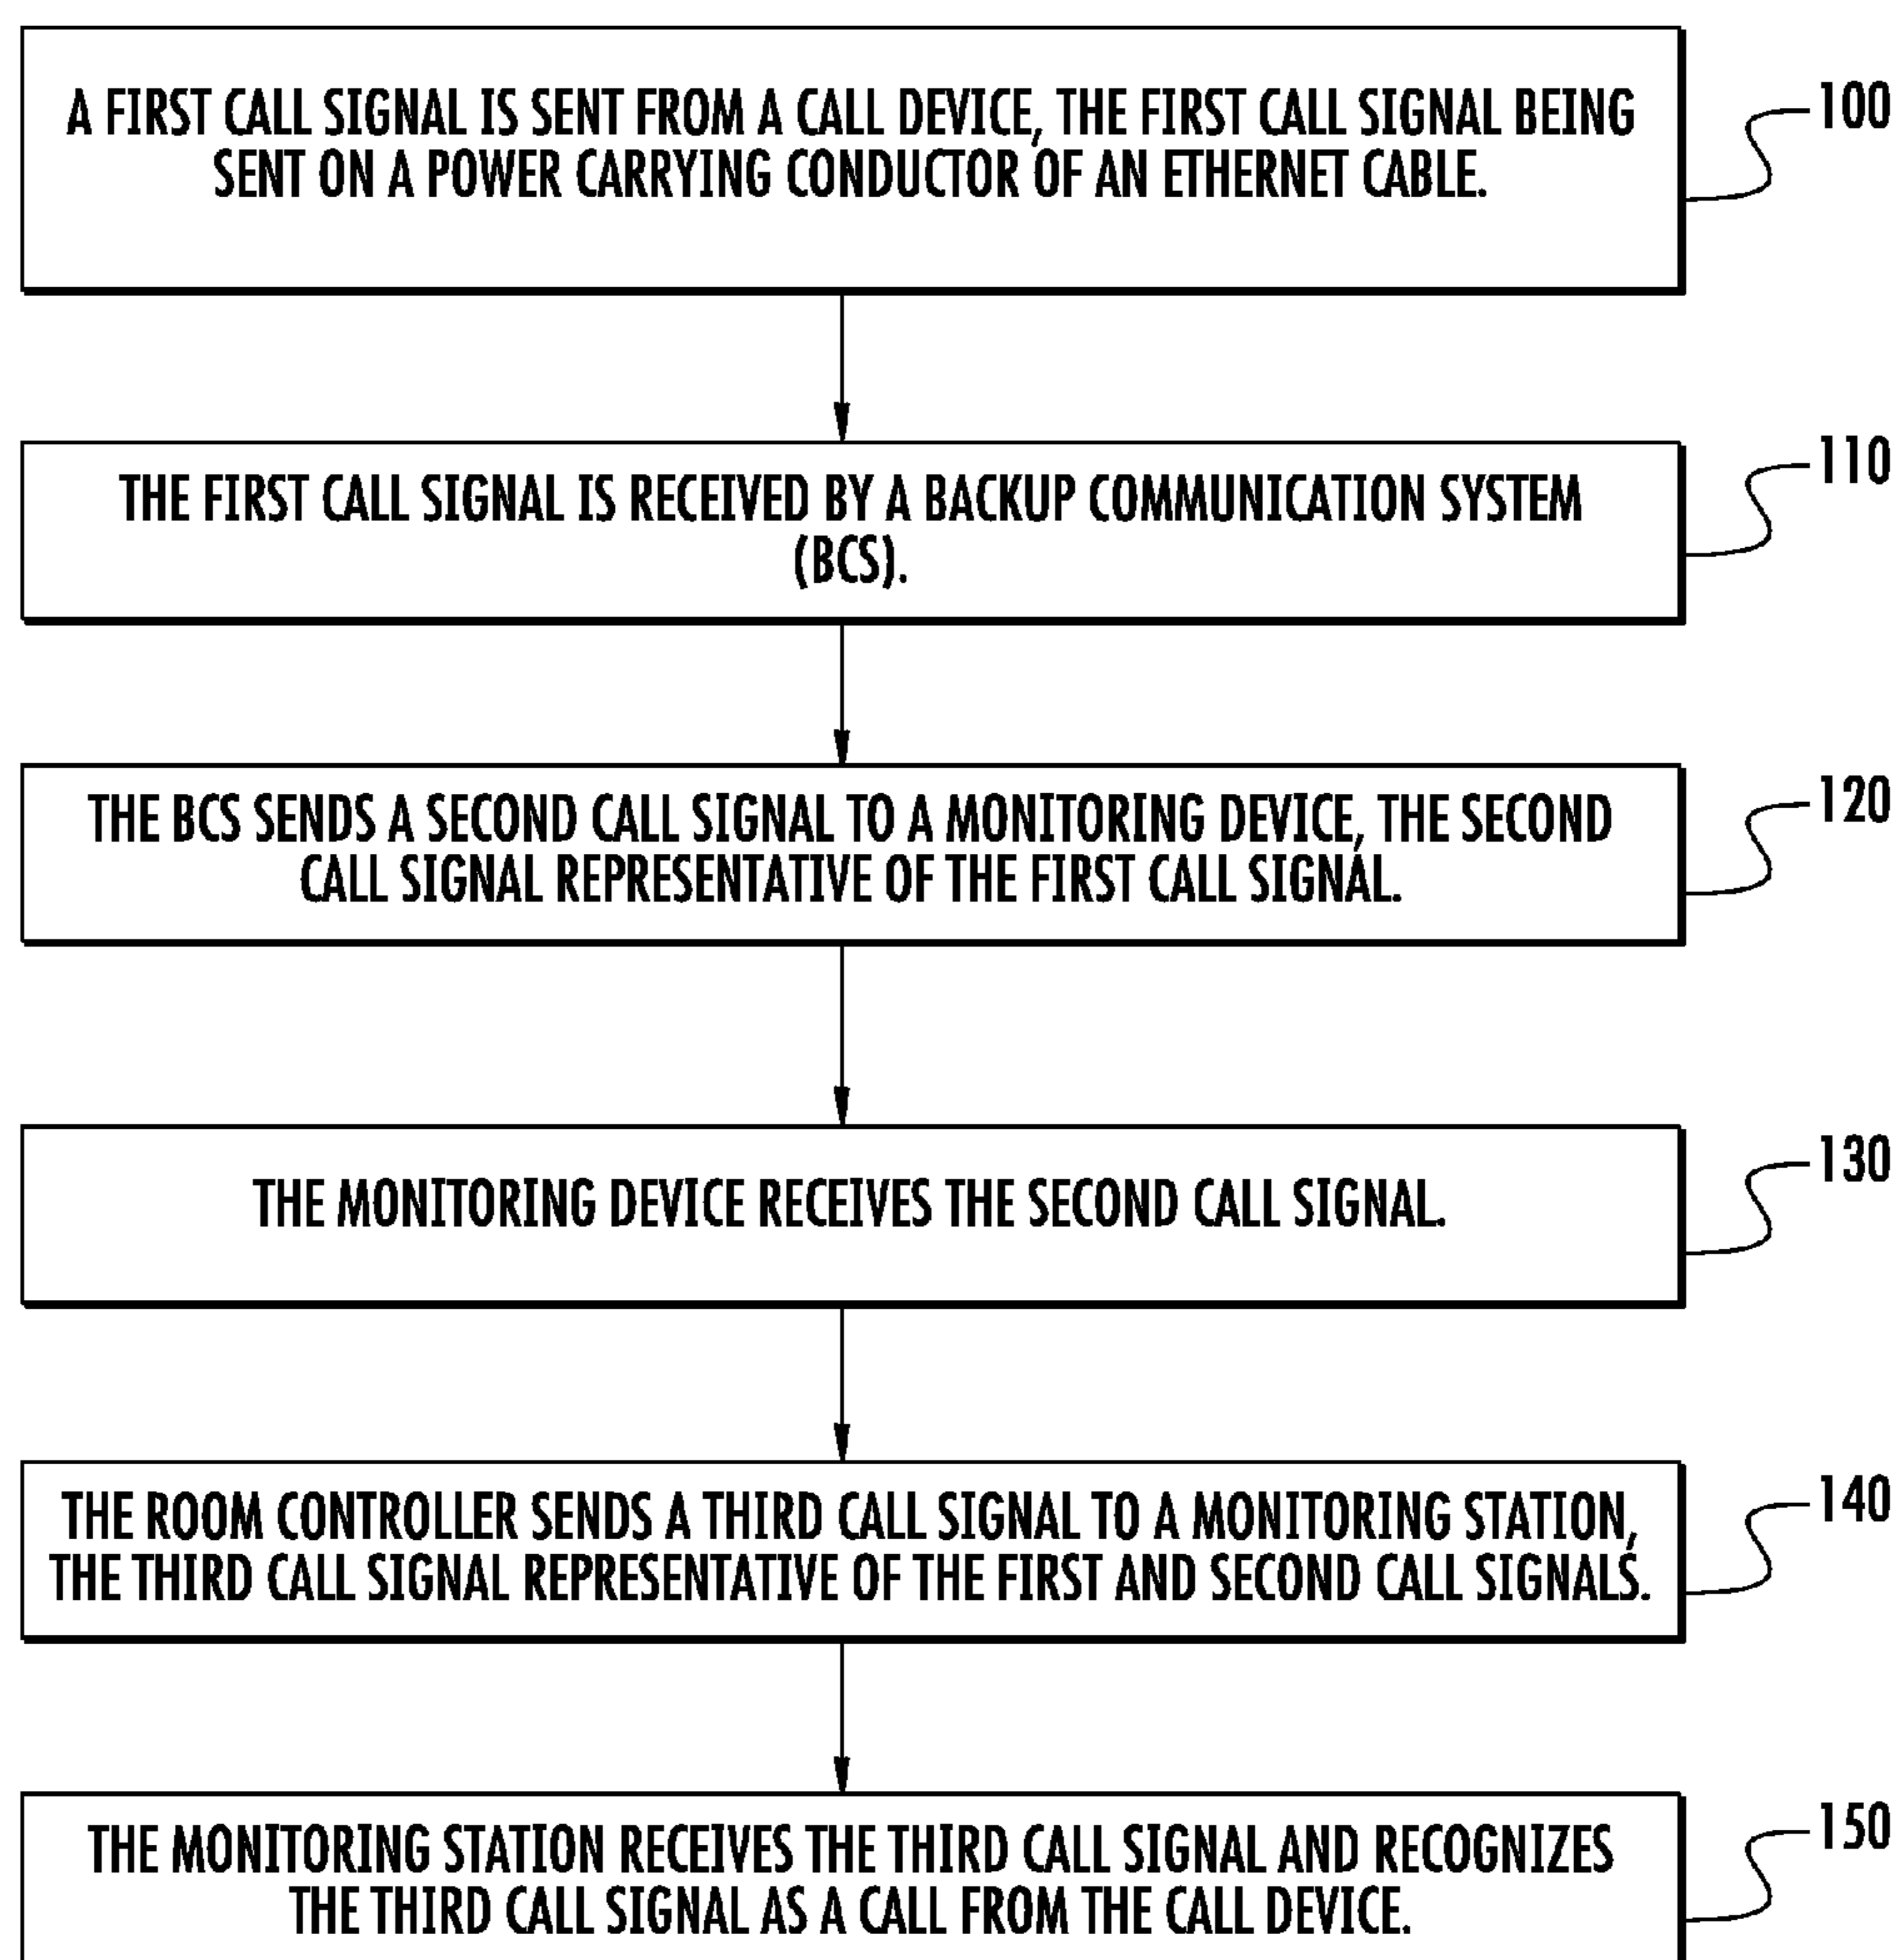 A FIRST CALL SIGNAL IS SENT FROM A CALL DEVICE, THE FIRST CALL SIGNAL BEING
SENT ON A POWER CARRYING CONDUCTOR OF AN ETHERNET CABLE.
100
THE FIRST CALL SIGNAL IS RECEIVED BY A BACKUP COMMUNICATION SYSTEM
(BCS).
110
THE BCS SENDS A SECOND CALL SIGNAL TO A MONITORING DEVICE, THE SECOND
CALL SIGNAL REPRESENTATIVE OF THE FIRST CALL SIGNAL.
120
THE MONITORING DEVICE RECEIVES THE SECOND CALL SIGNAL.
130
THE ROOM CONTROLLER SENDS A THIRD CALL SIGNAL TO A MONITORING STATION,
THE THIRD CALL SIGNAL REPRESENTATIVE OF THE FIRST AND SECOND CALL SIGNALS.
140
THE MONITORING STATION RECEIVES THE THIRD CALL SIGNAL AND RECOGNIZES
THE THIRD CALL SIGNAL AS A CALL FROM THE CALL DEVICE.
150